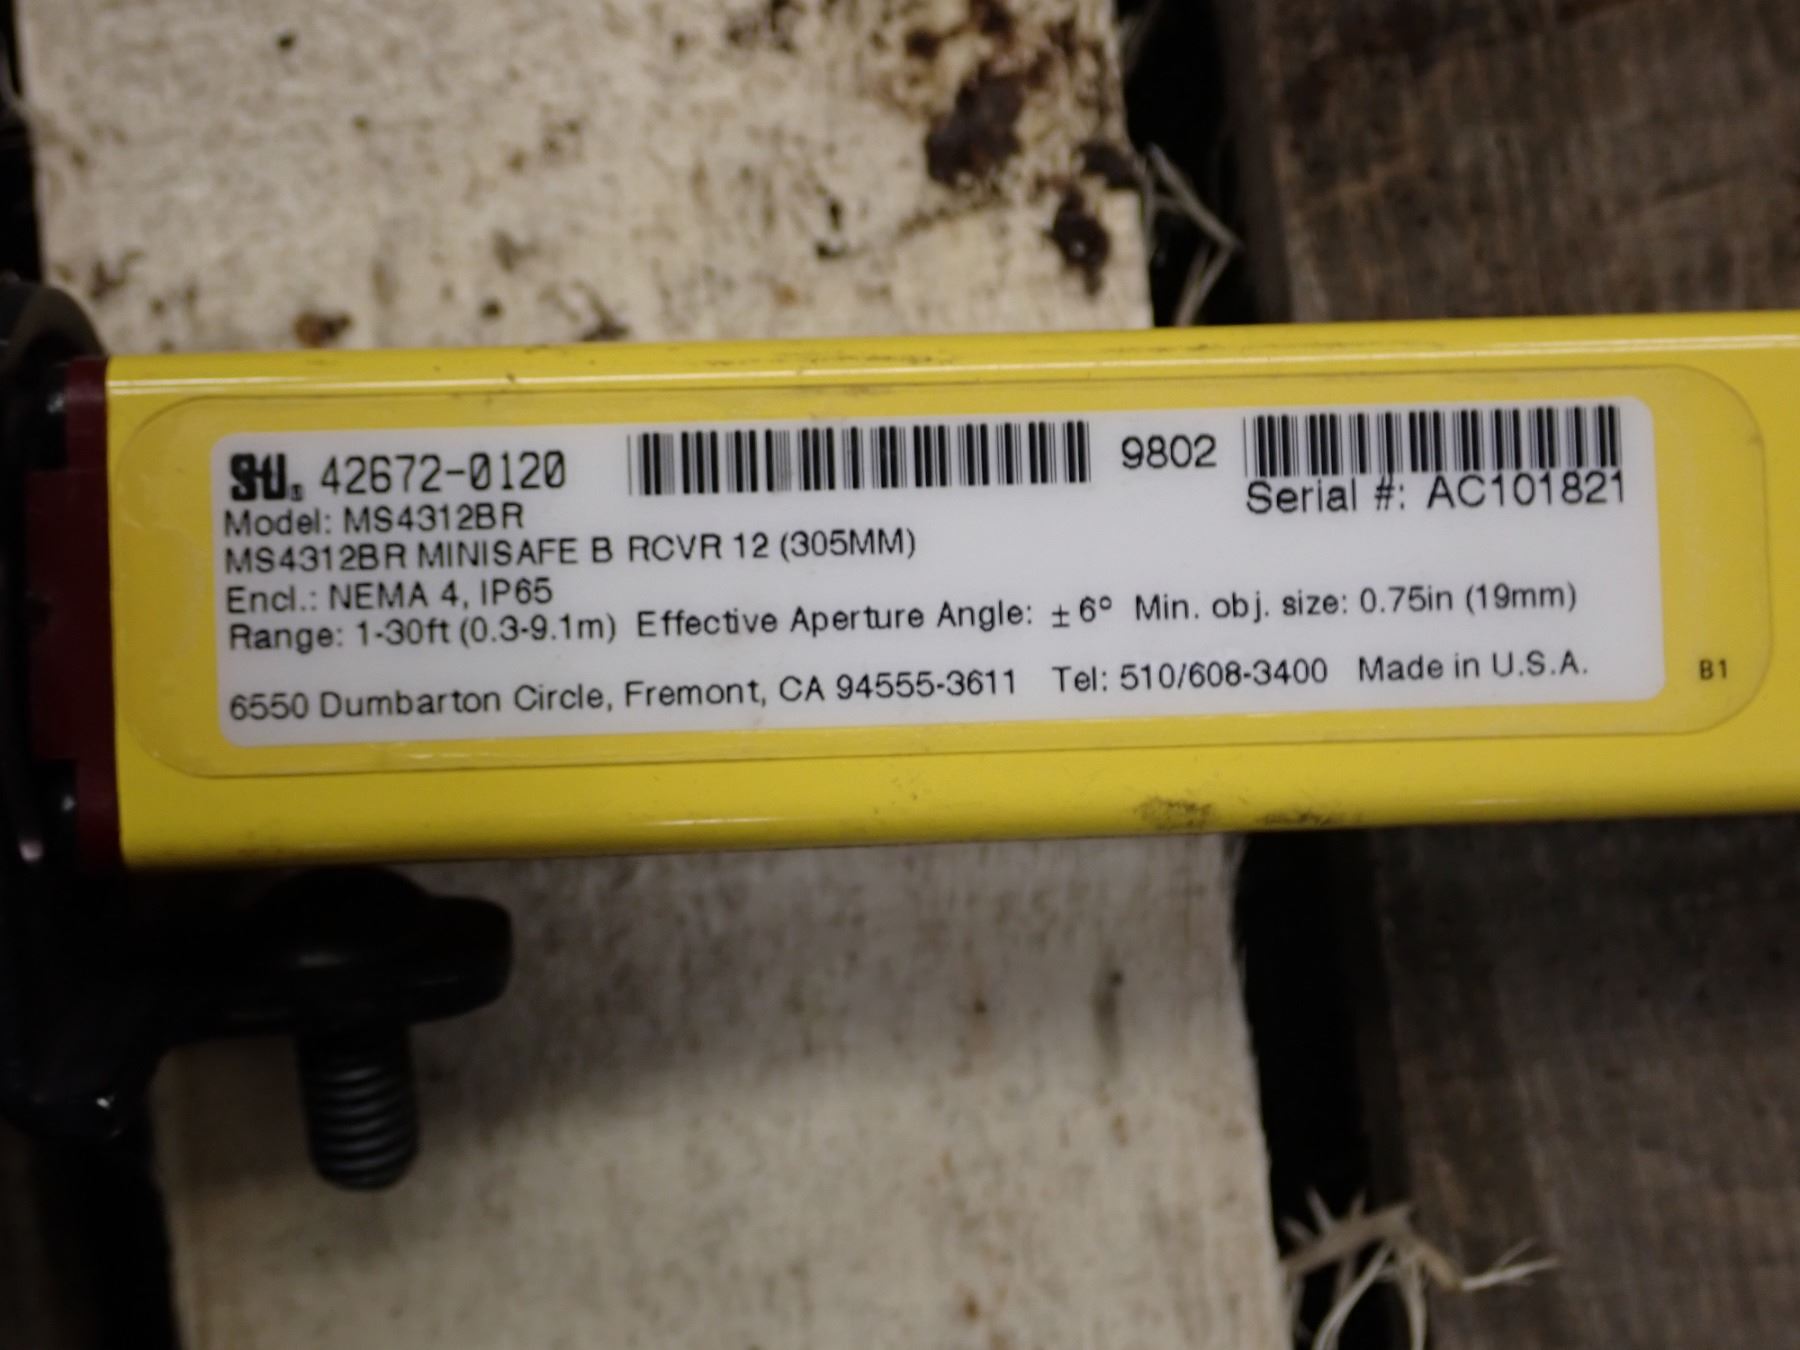 STI® 42672-0120 9802
Serial #: AC101821
Model: MS4312BR
MS4312BR MINISAFE B RCVR 12 (305MM)
Encl.: NEMA 4, IP65
Range: 1-30ft (0.3-9.1m) Effective Aperture Angle: ± 6° Min. obj. size: 0.75in (19mm)
6550 Dumbarton Circle, Fremont, CA 94555-3611 Tel: 510/608-3400 Made in U.S.A.
B1